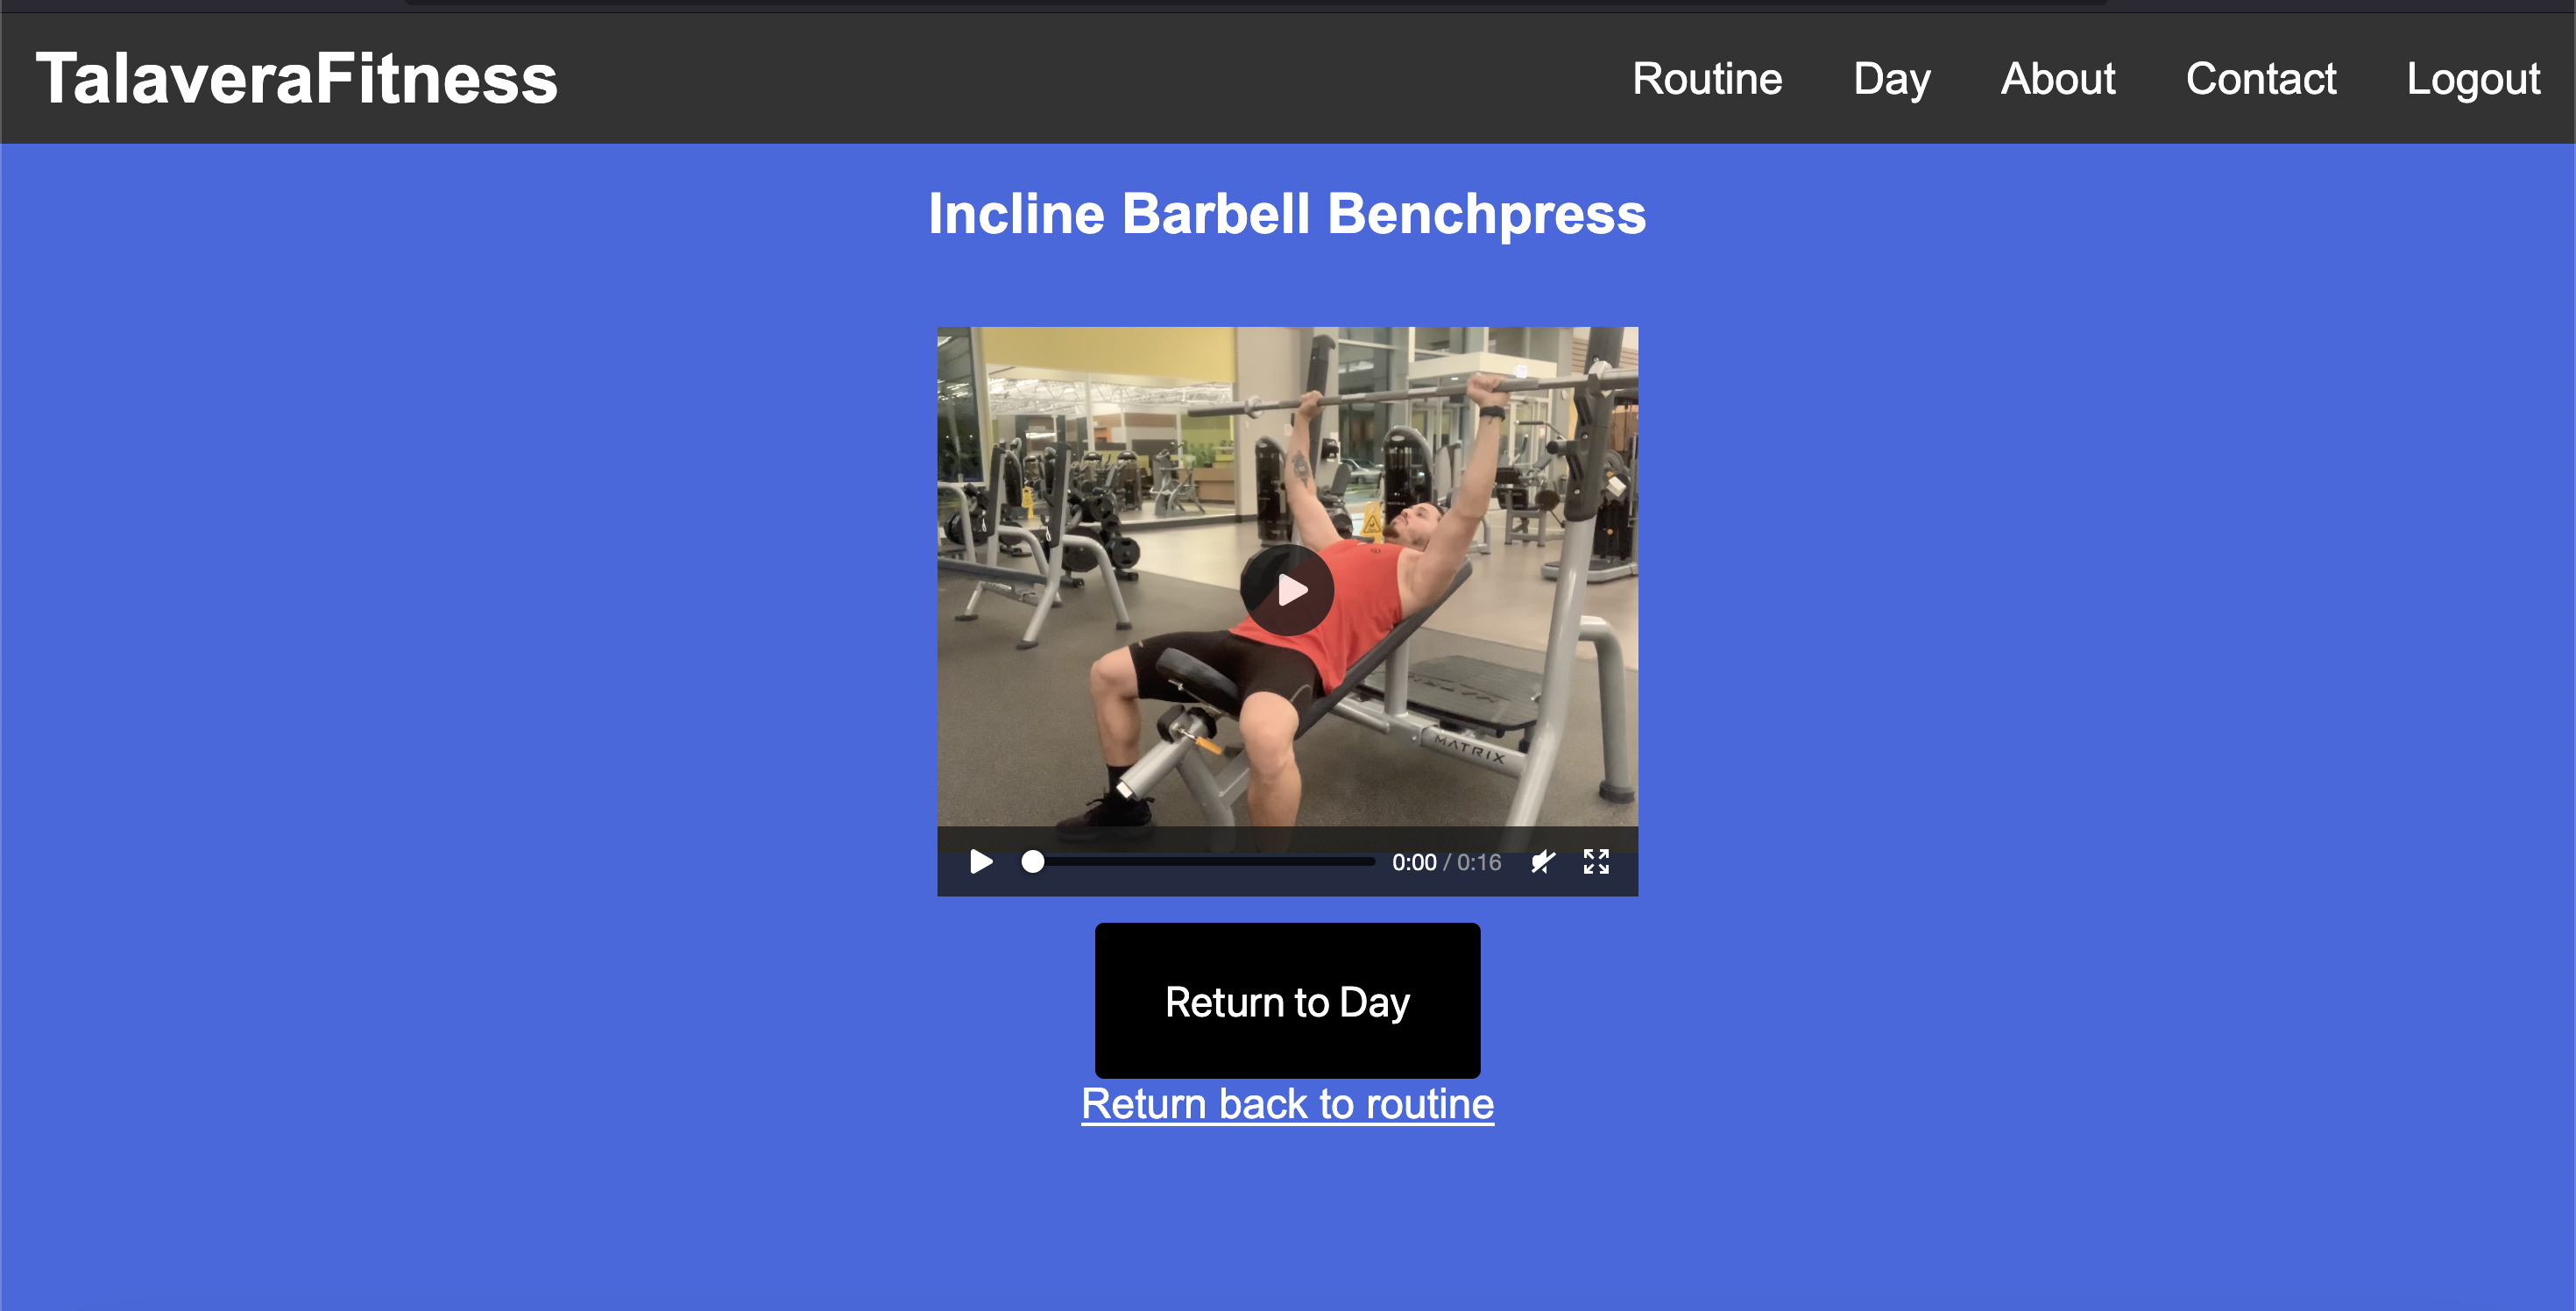 TalaveraFitness
Routine Day About Contact Logout
Incline Barbell Benchpress
MATRIX
0:00 / 0:16
Return to Day
Return back to routine